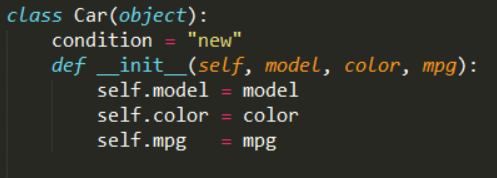 class Car(object):
    condition = "new"
    def __init__(self, model, color, mpg):
        self.model = model
        self.color = color
        self.mpg   = mpg